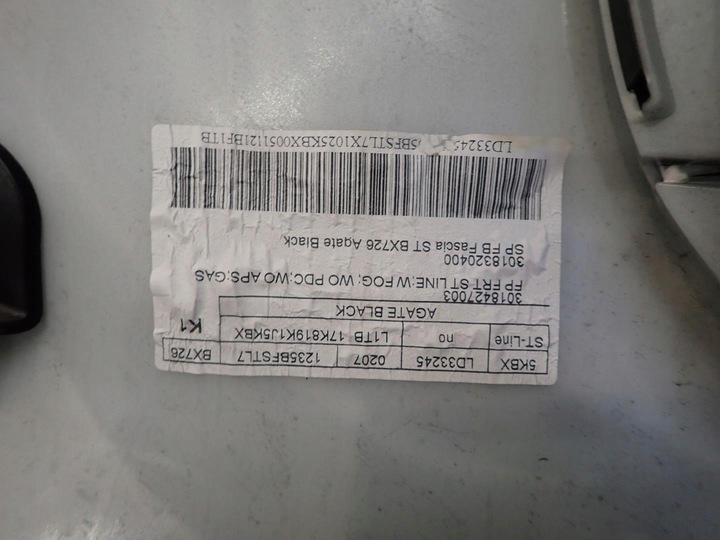 5KBX LD33245 0207 1235BFSTL7 BX726
ST-Line no L1TB 17K819K1J5KBX
AGATE BLACK K1
3018427003
FP FRT ST LINE;W FOG; WO PDC;WO APS;GAS
3018320400
SP FB Fascia ST BX726 Agate Black
LD33245 5BFSTL7X1025KBX0051121BF1TB